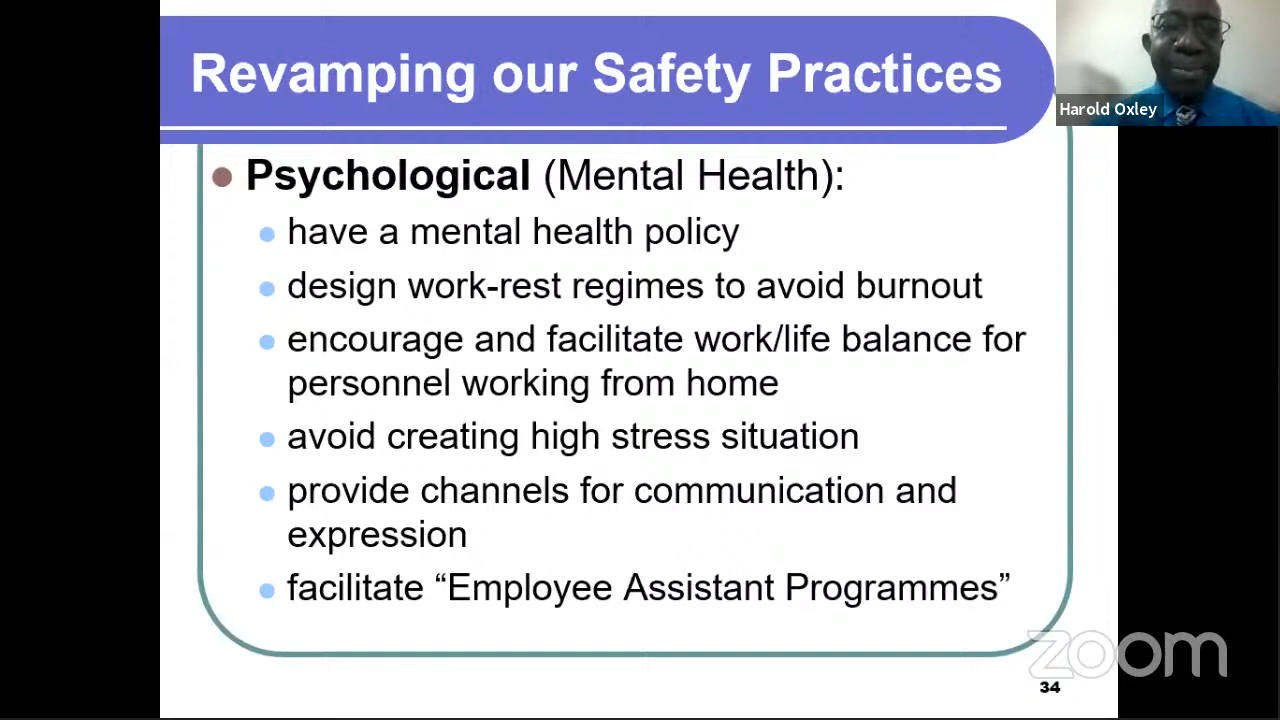 Revamping our Safety Practices
Harold Oxley
Psychological (Mental Health):
have a mental health policy
design work-rest regimes to avoid burnout
encourage and facilitate work/life balance for
personnel working from home
avoid creating high stress situation
provide channels for communication and
expression
facilitate “Employee Assistant Programmes”
zoom
34